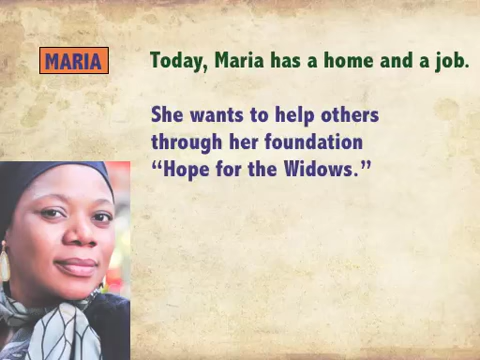 MARIA
Today, Maria has a home and a job.
She wants to help others
through her foundation
“Hope for the Widows.”